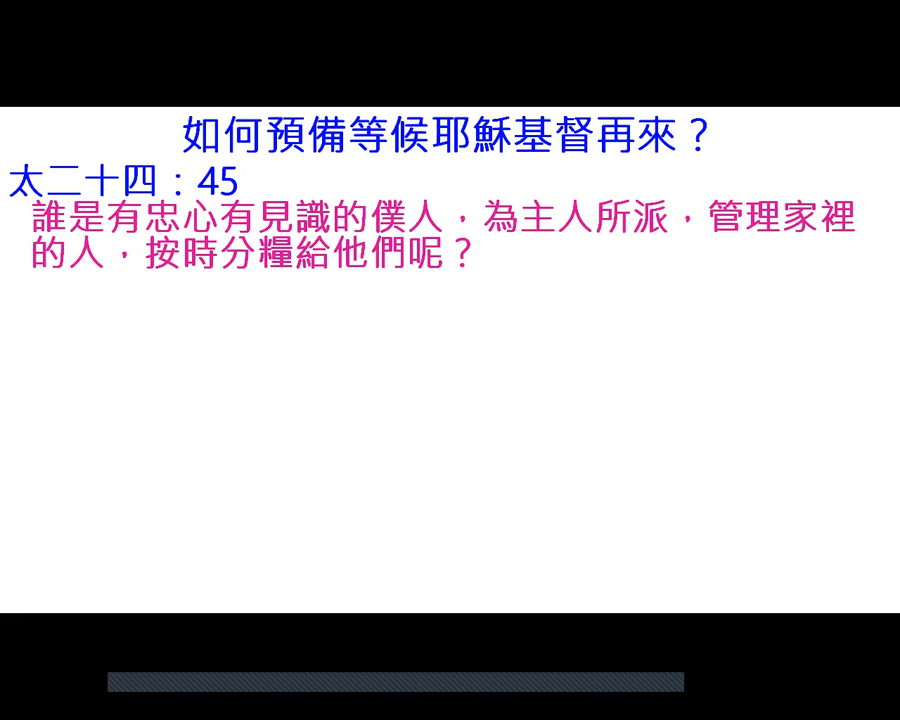 如何預備等候耶穌基督再來？
太二十四：45
誰是有忠心有見識的僕人，為主人所派，管理家裡
的人，按時分糧給他們呢？